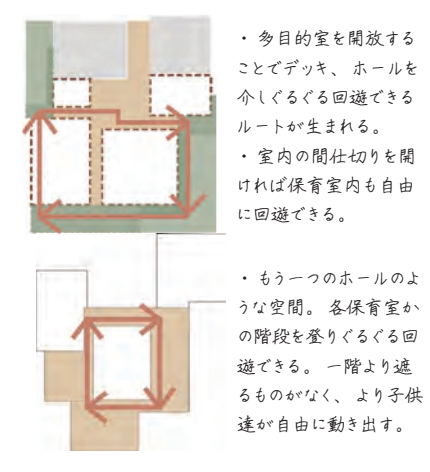 ・多目的室を開放する
ことでデッキ、ホールを
介しぐるぐる回遊できる
ルートが生まれる。
・室内の間仕切りを開
ければ保育室内も自由
に回遊できる。
・もう一つのホールのよ
うな空間。各保育室か
の階段を登りぐるぐる回
遊できる。一階より遮
るものがなく、より子供
達が自由に動き出す。